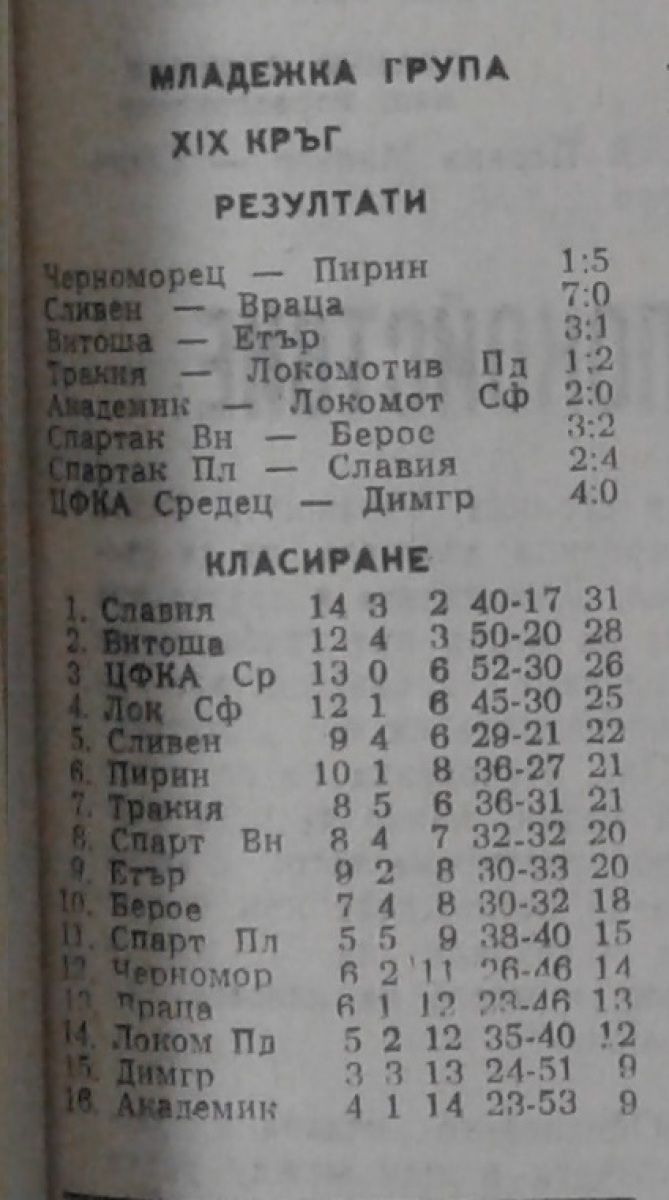 МЛАДЕЖКА ГРУПА
XIX КРЪГ
РЕЗУЛТАТИ
Черноморец — Пирин 1:5
Сливен — Враца 7:0
Витоша — Етър 3:1
Тракия — Локомотив Пд 1:2
Академик — Локомот Сф 2:0
Спартак Вн — Берое 3:2
Спартак Пл — Славия 2:4
ЦФКА Средец — Димгр 4:0
КЛАСИРАНЕ
1. Славия 14 3 2 40-17 31
2. Витоша 12 4 3 50-20 28
3 ЦФКА Ср 13 0 6 52-30 26
4. Лок Сф 12 1 6 45-30 25
5. Сливен 9 4 6 29-21 22
6. Пирин 10 1 8 36-27 21
7. Тракия 8 5 6 36-31 21
8. Спарт Вн 8 4 7 32-32 20
9. Етър 9 2 8 30-33 20
10. Берое 7 4 8 30-32 18
11. Спарт Пл 5 5 9 38-40 15
12. Черномор 6 2 11 26-46 14
13. Враца 6 1 12 23-46 13
14. Локом Пд 5 2 12 35-40 12
15. Димгр 3 3 13 24-51 9
16. Академик 4 1 14 23-53 9